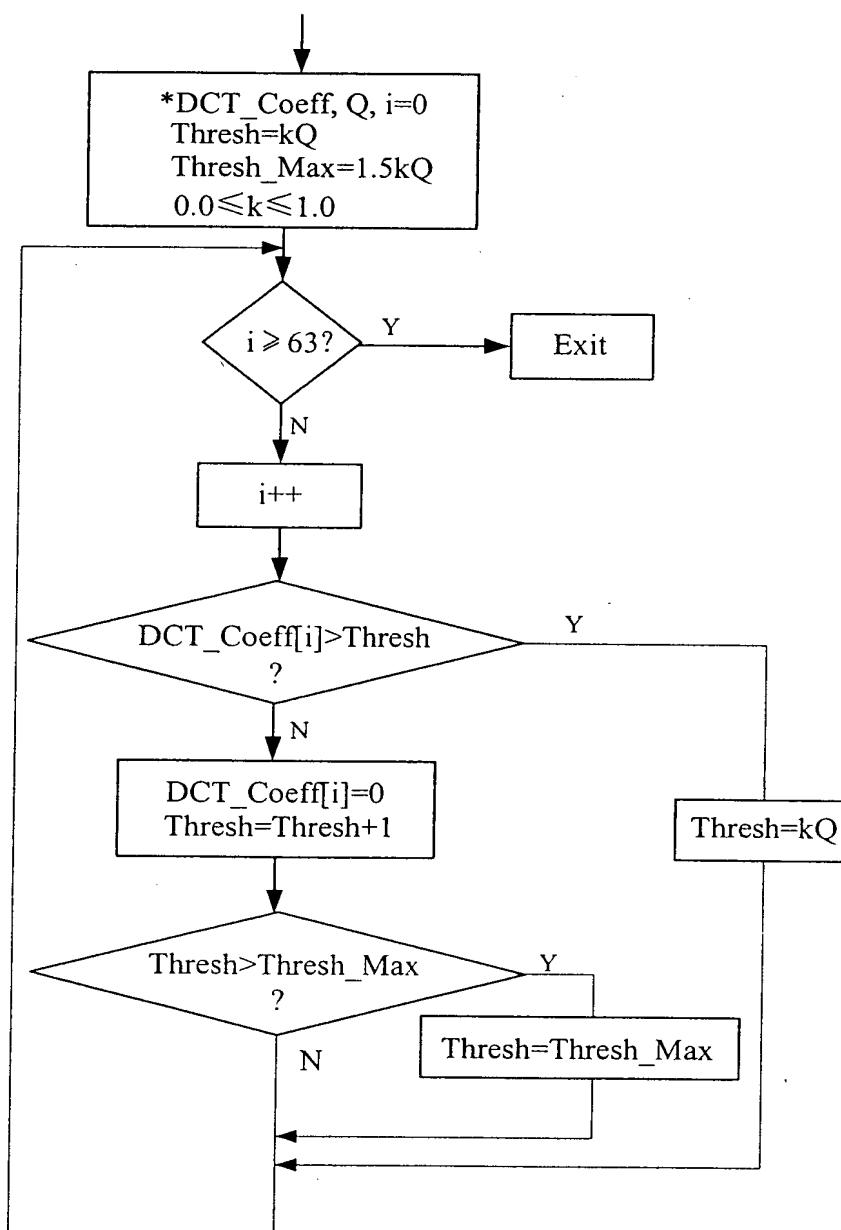 *DCT_Coeff, Q, i=0
Thresh=kQ
Thresh_Max=1.5kQ
0.0≤k≤1.0
i ≥ 63?
Y
Exit
N
i++
DCT_Coeff[i]>Thresh
?
Y
N
DCT_Coeff[i]=0
Thresh=Thresh+1
Thresh=kQ
Thresh>Thresh_Max
?
Y
Thresh=Thresh_Max
N